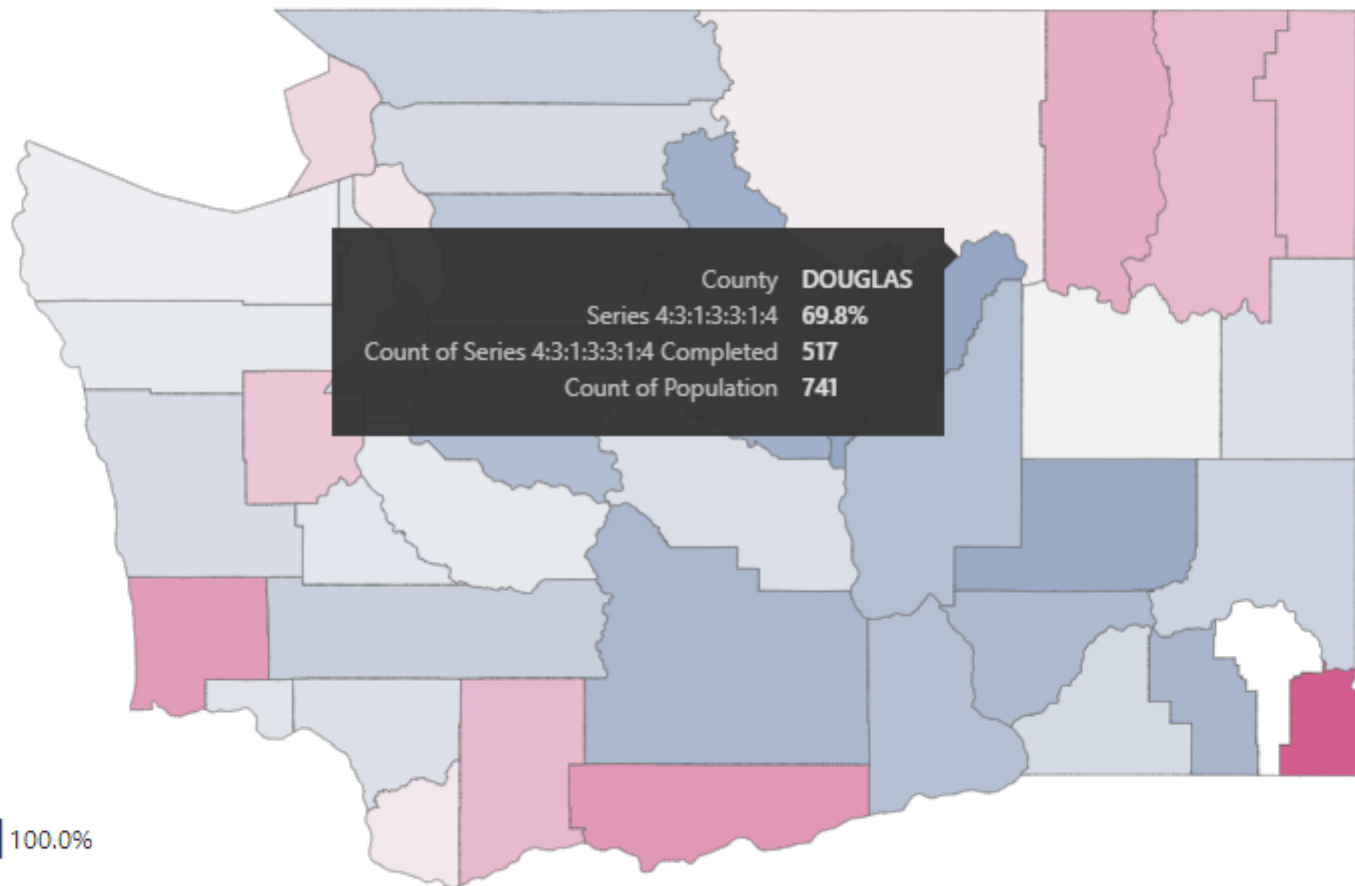 County DOUGLAS
Series 4:3:1:3:3:1:4 69.8%
Count of Series 4:3:1:3:3:1:4 Completed 517
Count of Population 741
100.0%